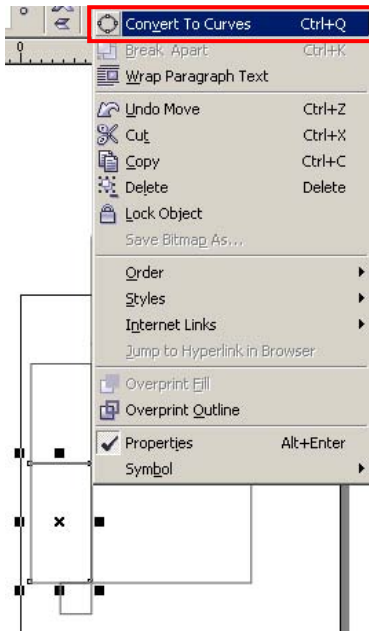 Convert To Curves Ctrl+Q
Break Apart Ctrl+K
Wrap Paragraph Text
Undo Move Ctrl+Z
Cut Ctrl+X
Copy Ctrl+C
Delete Delete
Lock Object
Save Bitmap As...
Order
Styles
Internet Links
Jump to Hyperlink in Browser
Overprint Fill
Overprint Outline
Properties Alt+Enter
Symbol
0